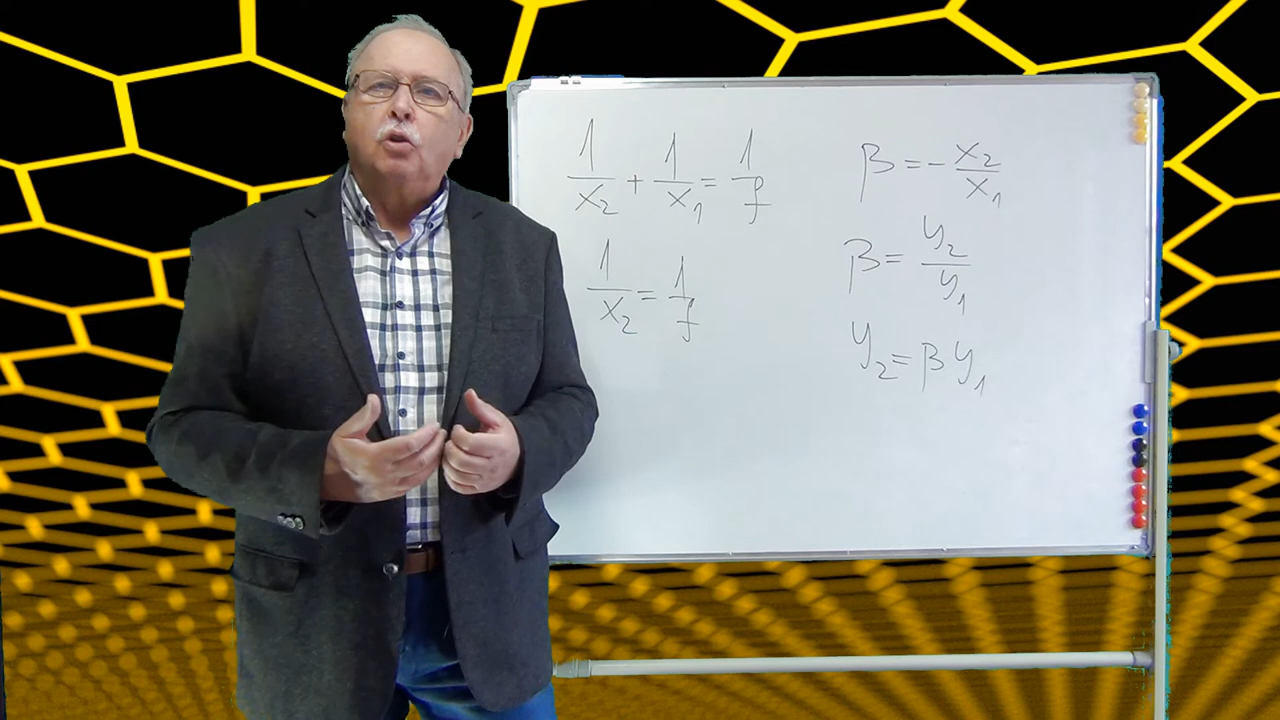 1/x₂ + 1/x₁ = 1/f
1/x₂ = 1/f
β = - x₂/x₁
β = y₂/y₁
y₂ = β y₁